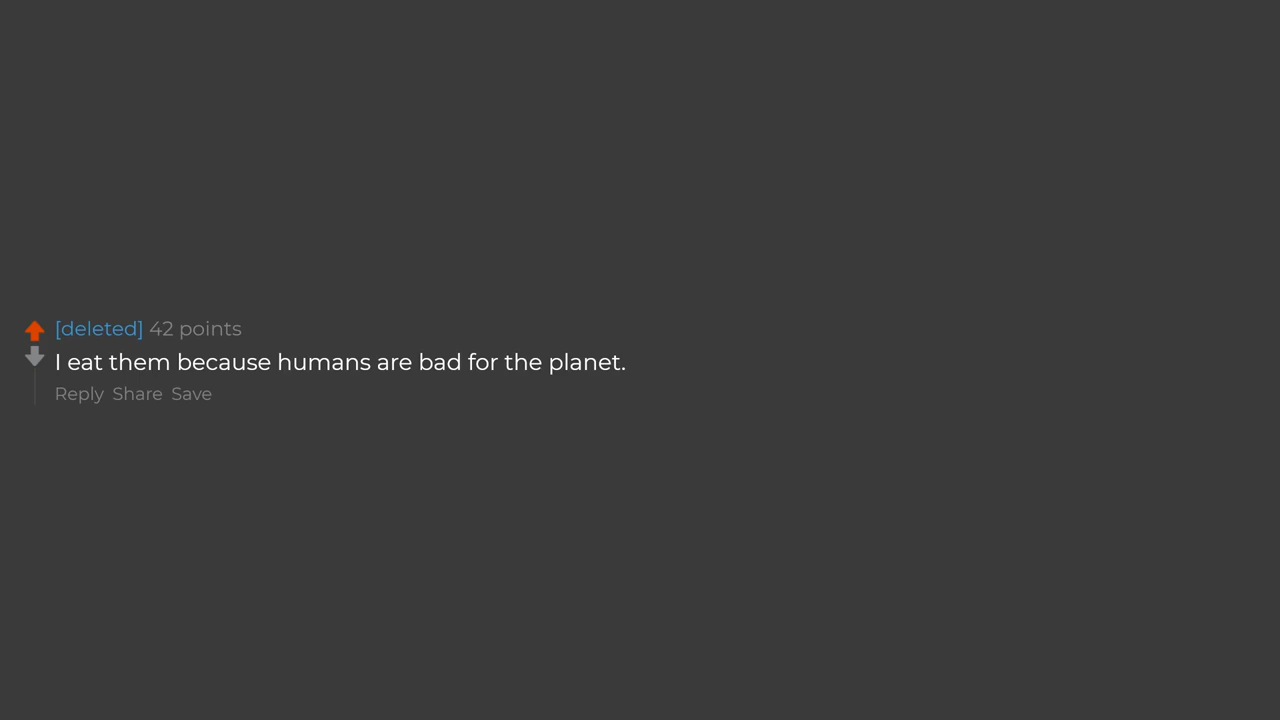 [deleted] 42 points
I eat them because humans are bad for the planet.
Reply Share Save